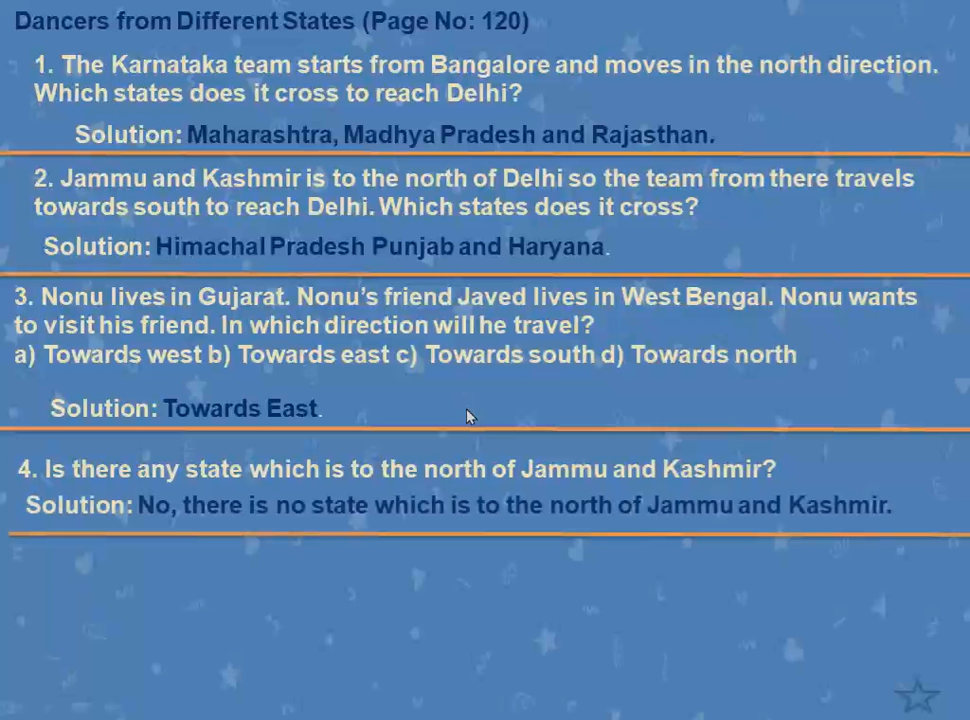 Dancers from Different States (Page No: 120)
1. The Karnataka team starts from Bangalore and moves in the north direction.
Which states does it cross to reach Delhi?
Solution: Maharashtra, Madhya Pradesh and Rajasthan.
2. Jammu and Kashmir is to the north of Delhi so the team from there travels
towards south to reach Delhi. Which states does it cross?
Solution: Himachal Pradesh Punjab and Haryana.
3. Nonu lives in Gujarat. Nonu's friend Javed lives in West Bengal. Nonu wants
to visit his friend. In which direction will he travel?
a) Towards west b) Towards east c) Towards south d) Towards north
Solution: Towards East.
4. Is there any state which is to the north of Jammu and Kashmir?
Solution: No, there is no state which is to the north of Jammu and Kashmir.